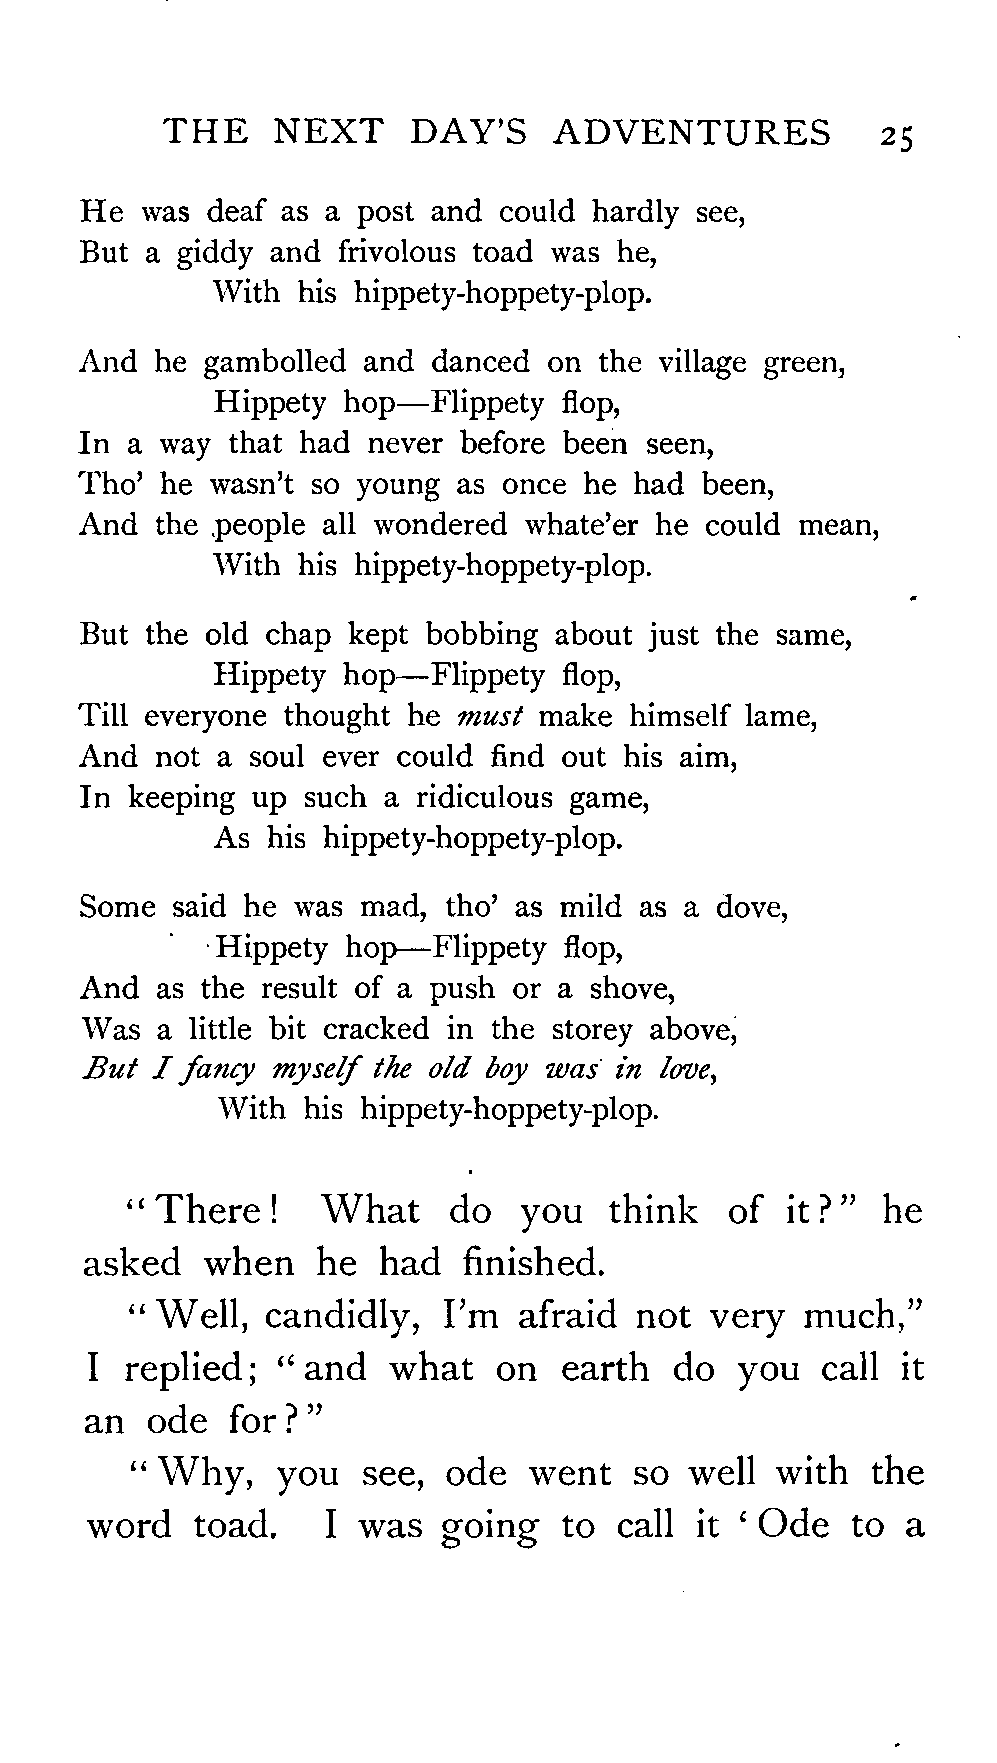 THE NEXT DAY'S ADVENTURES 25
He was deaf as a post and could hardly see,
But a giddy and frivolous toad was he,
With his hippety-hoppety-plop.
And he gambolled and danced on the village green,
Hippety hop—Flippety flop,
In a way that had never before been seen,
Tho' he wasn't so young as once he had been,
And the people all wondered whate'er he could mean,
With his hippety-hoppety-plop.
But the old chap kept bobbing about just the same,
Hippety hop—Flippety flop,
Till everyone thought he must make himself lame,
And not a soul ever could find out his aim,
In keeping up such a ridiculous game,
As his hippety-hoppety-plop.
Some said he was mad, tho' as mild as a dove,
Hippety hop—Flippety flop,
And as the result of a push or a shove,
Was a little bit cracked in the storey above,
But I fancy myself the old boy was in love,
With his hippety-hoppety-plop.
"There! What do you think of it?" he
asked when he had finished.
"Well, candidly, I'm afraid not very much,"
I replied; "and what on earth do you call it
an ode for?"
"Why, you see, ode went so well with the
word toad. I was going to call it 'Ode to a